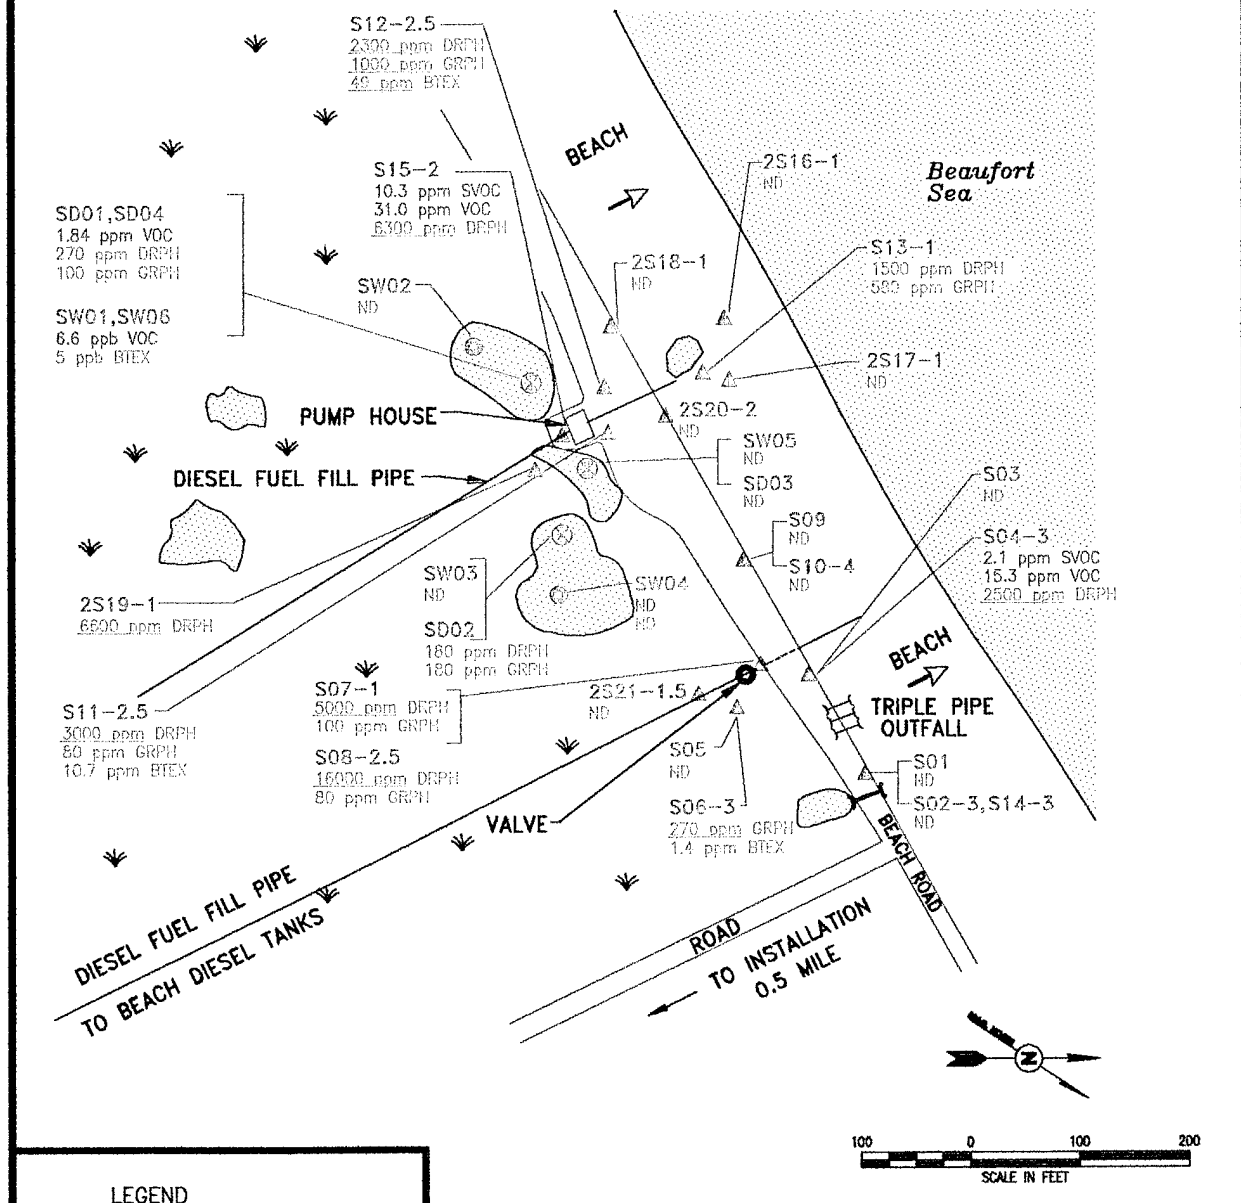 S12-2.5
2300 ppm DRPH
1000 ppm GRPH
49 ppm BTEX
BEACH
2S16-1
ND
Beaufort
Sea
S15-2
10.3 ppm SVOC
31.0 ppm VOC
6300 ppm DRPH
SD01,SD04
1.84 ppm VOC
270 ppm DRPH
100 ppm GRPH
SW01,SW06
6.6 ppb VOC
5 ppb BTEX
SW02
ND
2S18-1
ND
S13-1
1500 ppm DRPH
580 ppm GRPH
2S17-1
ND
PUMP HOUSE
2S20-2
ND
SW05
ND
SD03
ND
DIESEL FUEL FILL PIPE
S03
ND
S09
ND
S10-4
ND
S04-3
2.1 ppm SVOC
15.3 ppm VOC
2500 ppm DRPH
2S19-1
6600 ppm DRPH
SW03
ND
SD02
180 ppm DRPH
180 ppm GRPH
SW04
ND
ND
BEACH
S11-2.5
3000 ppm DRPH
80 ppm GRPH
10.7 ppm BTEX
S07-1
5000 ppm DRPH
100 ppm GRPH
S08-2.5
16000 ppm DRPH
80 ppm GRPH
2S21-1.5
ND
TRIPLE PIPE
OUTFALL
S05
ND
S06-3
270 ppm GRPH
1.4 ppm BTEX
S01
ND
S02-3,S14-3
ND
VALVE
BEACH ROAD
DIESEL FUEL FILL PIPE
TO BEACH DIESEL TANKS
ROAD
TO INSTALLATION
0.5 MILE
N
100 0 100 200
SCALE IN FEET
LEGEND